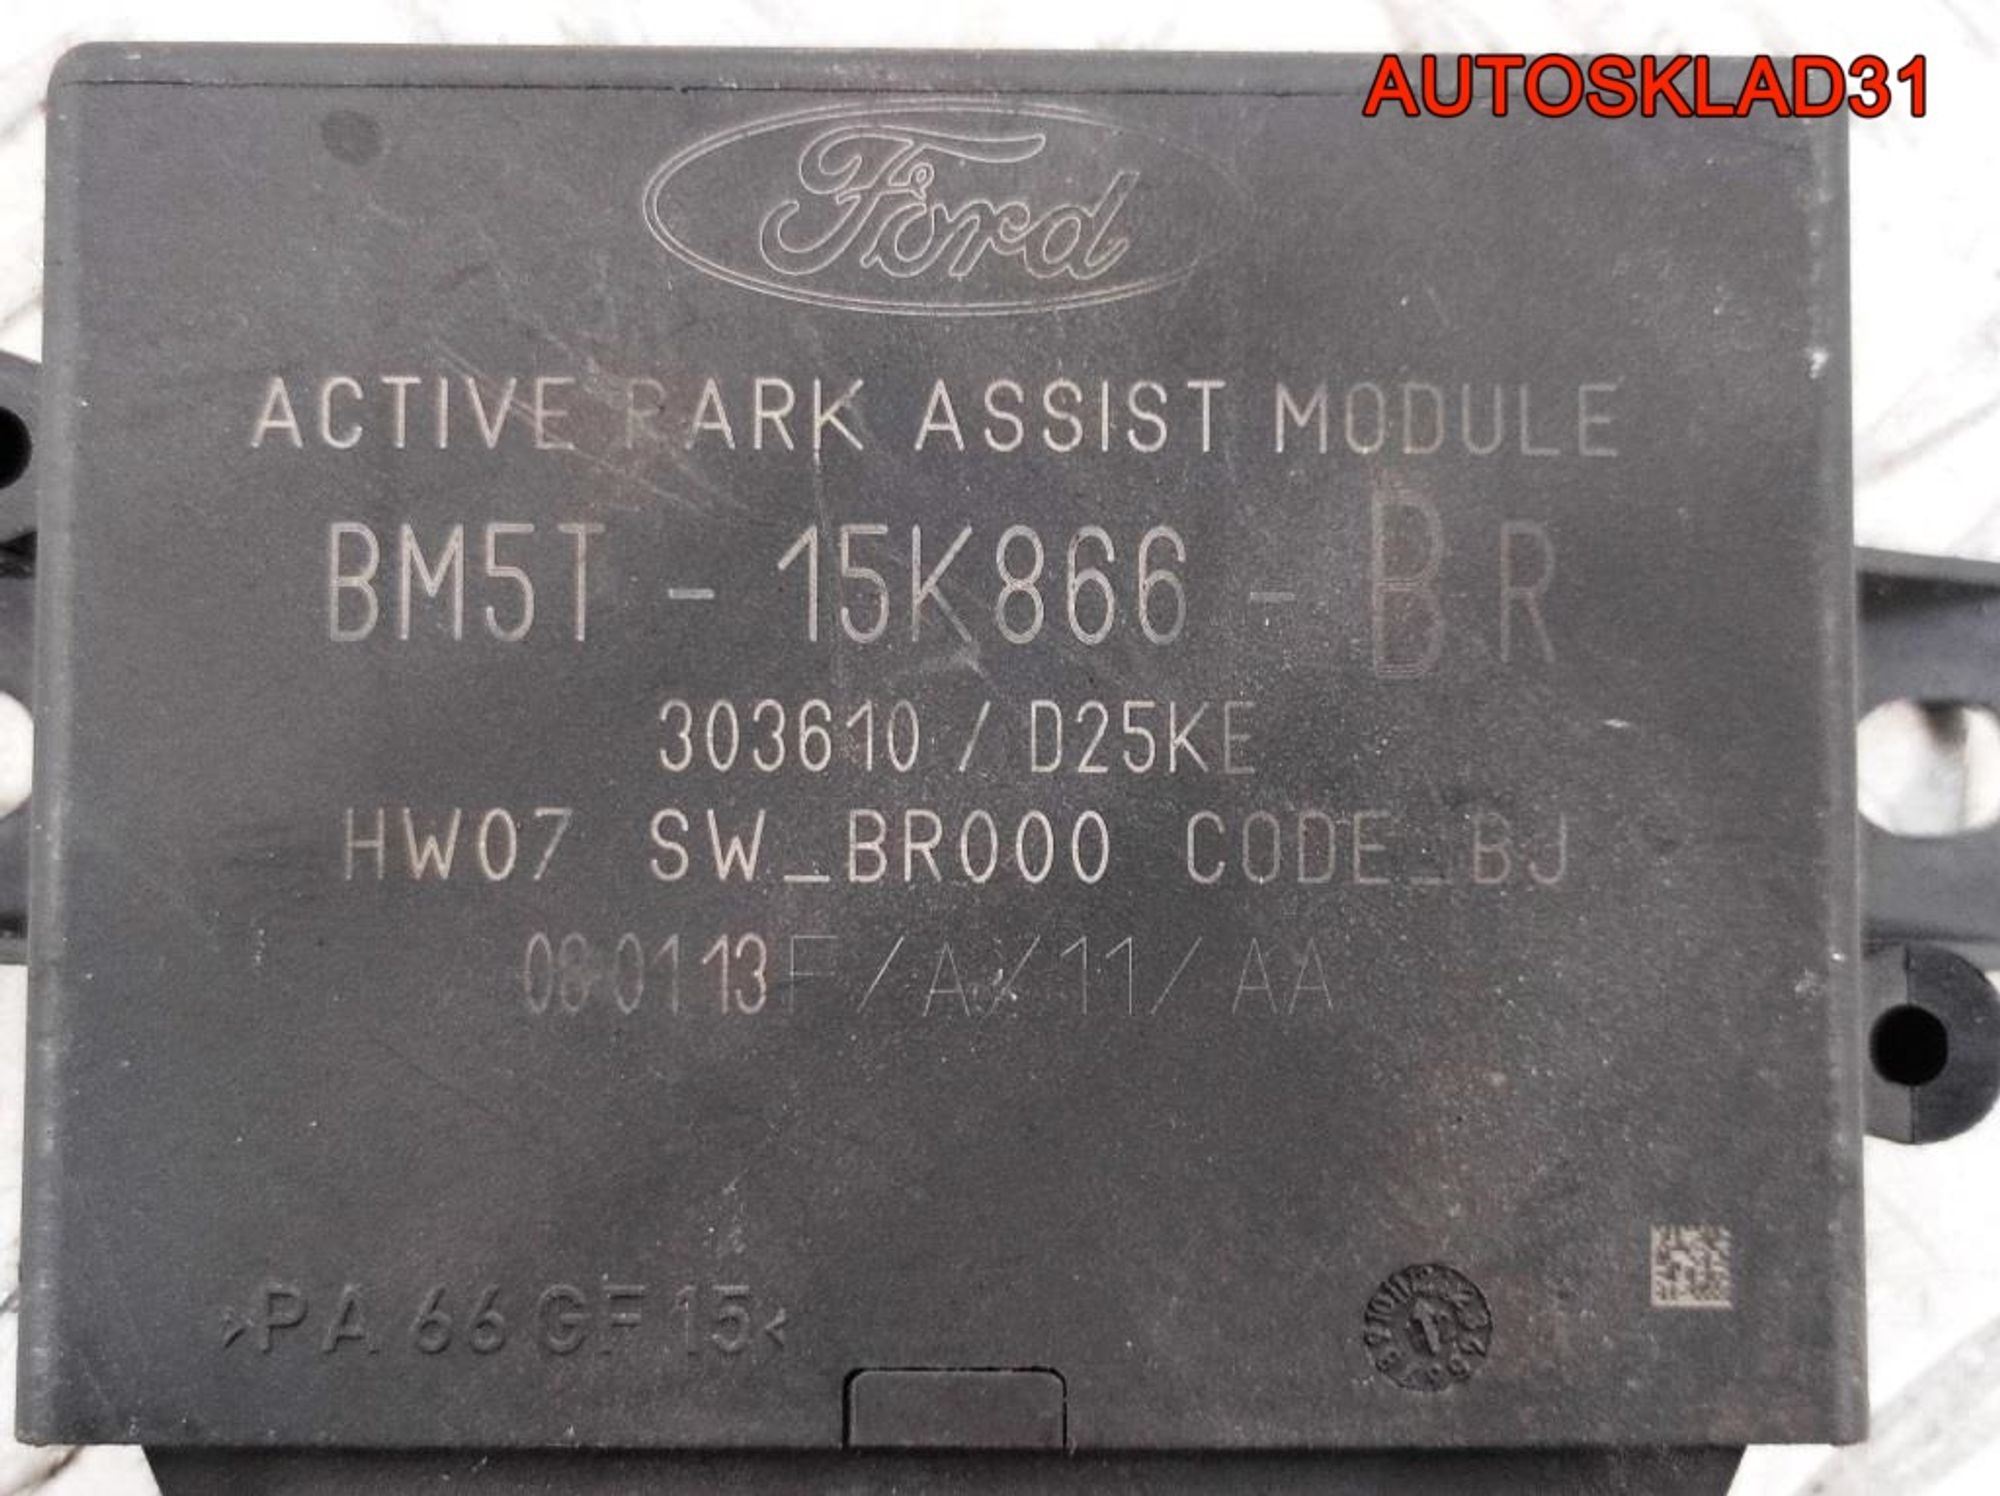 AUTOSKLAD31
Ford
ACTIVE PARK ASSIST MODULE
BM5T - 15K866 - BR
303610 / D25KE
HW07 SW_BR000 CODE_BJ
080113F/AX11/AA
>PA 66 GF 15<